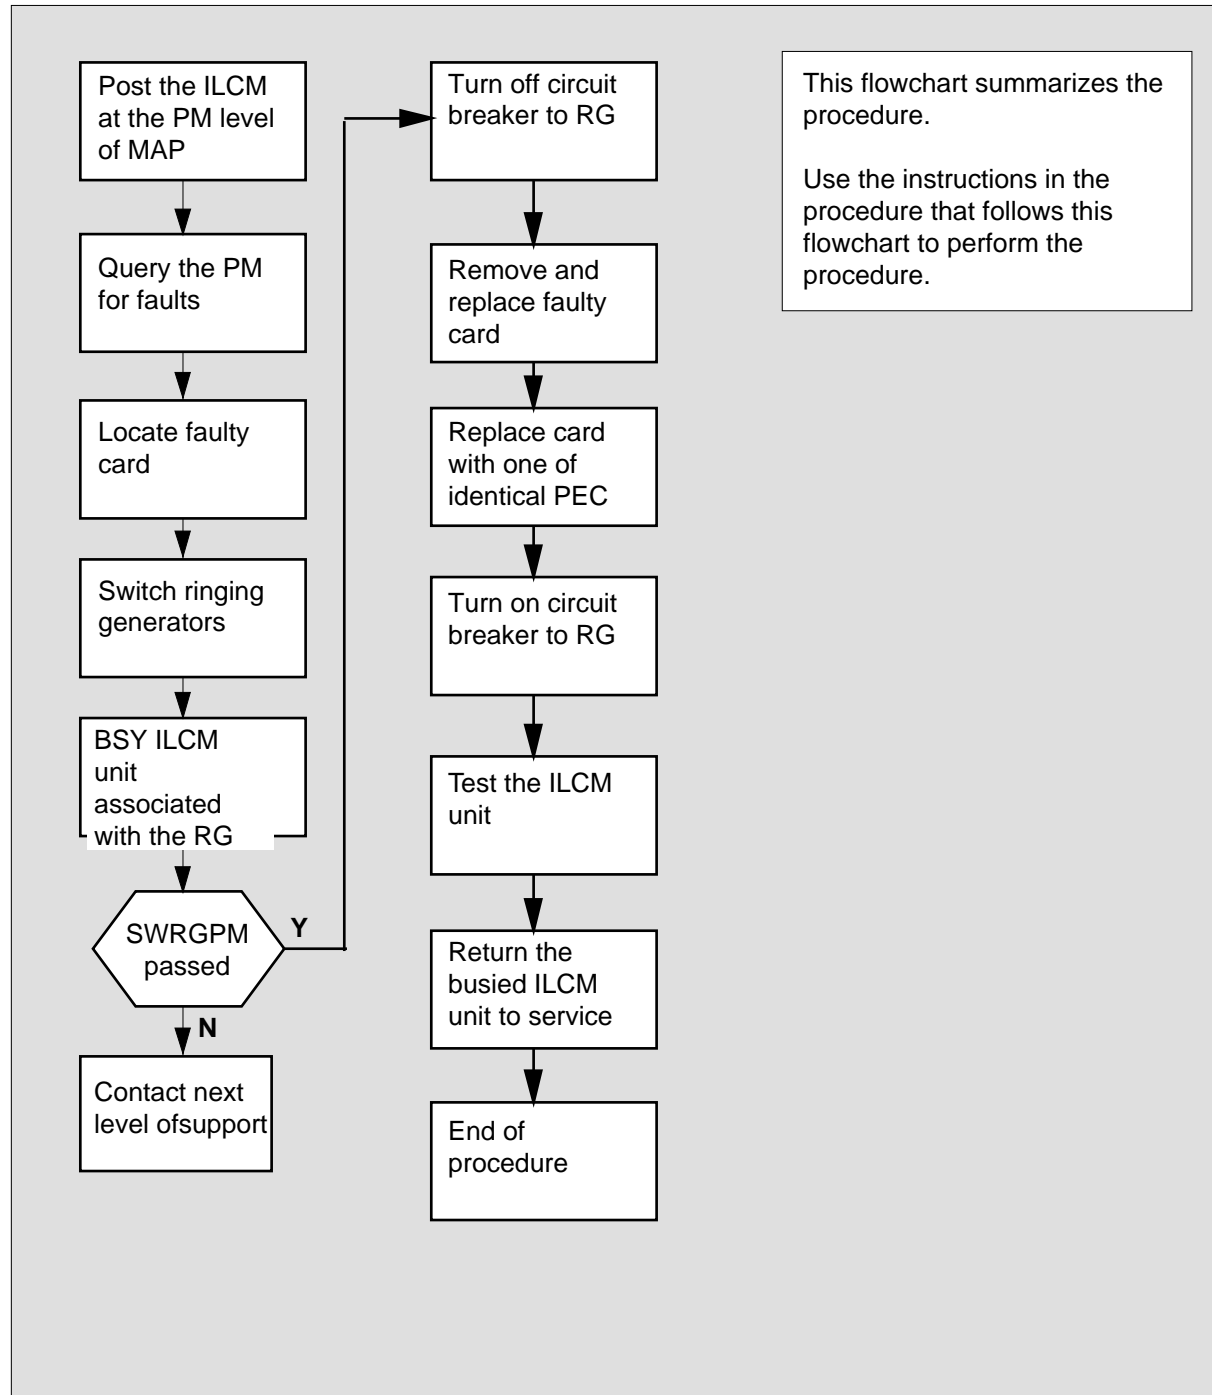 Post the ILCM
at the PM level
of MAP
Query the PM
for faults
Locate faulty
card
Switch ringing
generators
BSY ILCM
unit
associated
with the RG
SWRGPM
passed
Y
N
Contact next
level ofsupport
Turn off circuit
breaker to RG
Remove and
replace faulty
card
Replace card
with one of
identical PEC
Turn on circuit
breaker to RG
Test the ILCM
unit
Return the
busied ILCM
unit to service
End of
procedure
This flowchart summarizes the
procedure.
Use the instructions in the
procedure that follows this
flowchart to perform the
procedure.